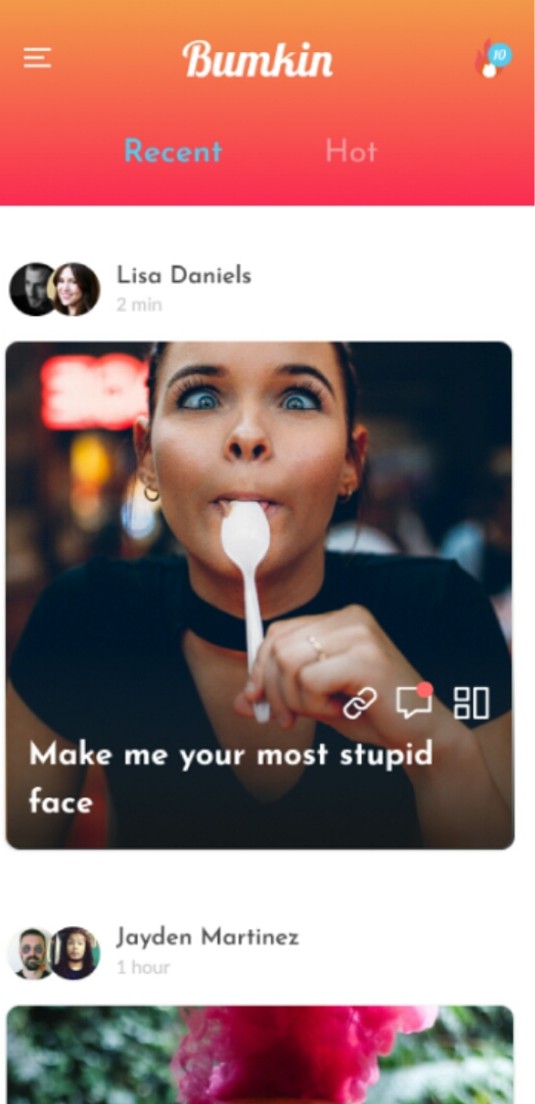 Bumkin
10
Recent Hot
Lisa Daniels
2 min
Make me your most stupid
face
Jayden Martinez
1 hour